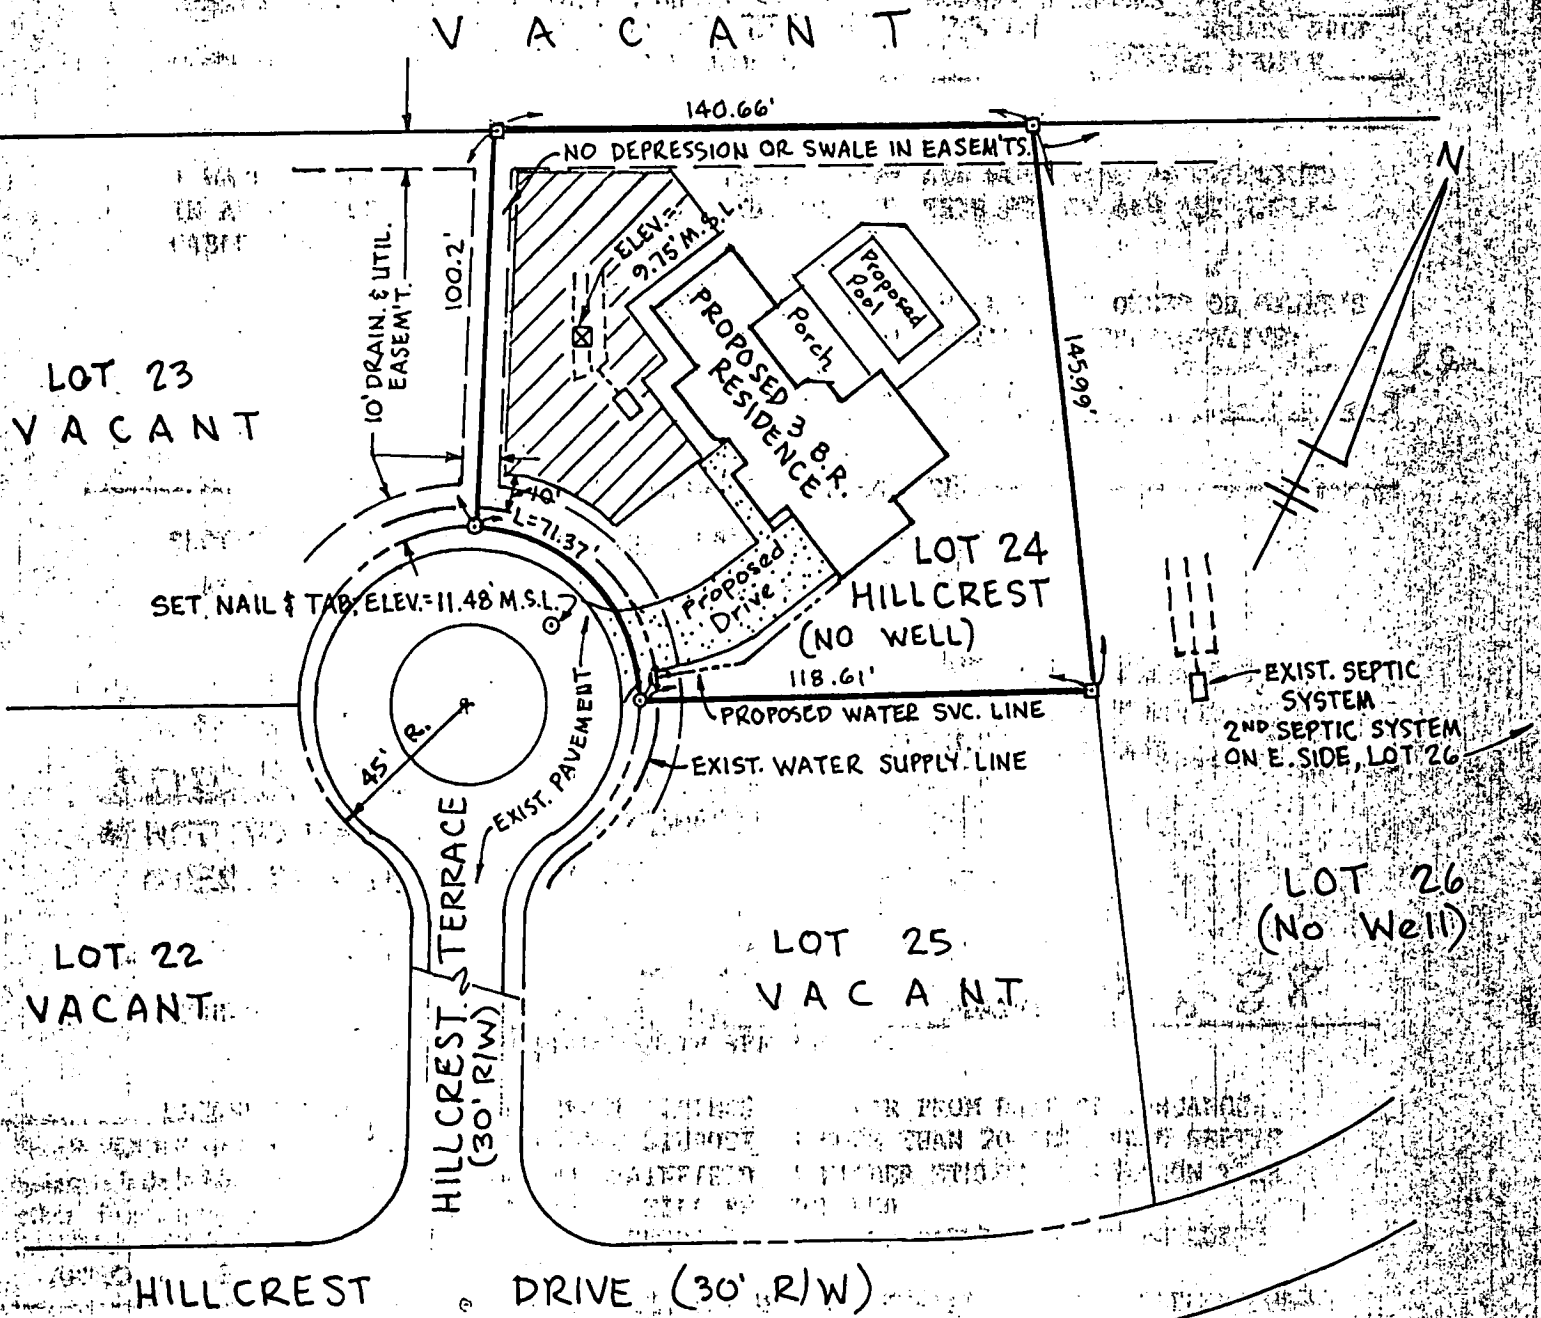 VACANT
140.66'
NO DEPRESSION OR SWALE IN EASEM'TS.
N
10' DRAIN. & UTIL.
EASEM'T.
100.2'
ELEV.=
9.75' M.S.L.
PROPOSED 3 B.R.
RESIDENCE
Porch
Proposed
Pool
145.99'
LOT 23
VACANT
10'
L=71.37'
SET NAIL & TAB, ELEV.=11.48' M.S.L.
Proposed
Drive
LOT 24
HILLCREST
(NO WELL)
118.61'
PROPOSED WATER SVC. LINE
EXIST. WATER SUPPLY LINE
EXIST. SEPTIC
SYSTEM
2ND SEPTIC SYSTEM
ON E. SIDE, LOT 26
45' R.
EXIST. PAVEMENT
HILLCREST TERRACE
(30' R/W)
LOT 22
VACANT
LOT 25
VACANT
LOT 26
(No Well)
HILLCREST DRIVE (30' R/W)